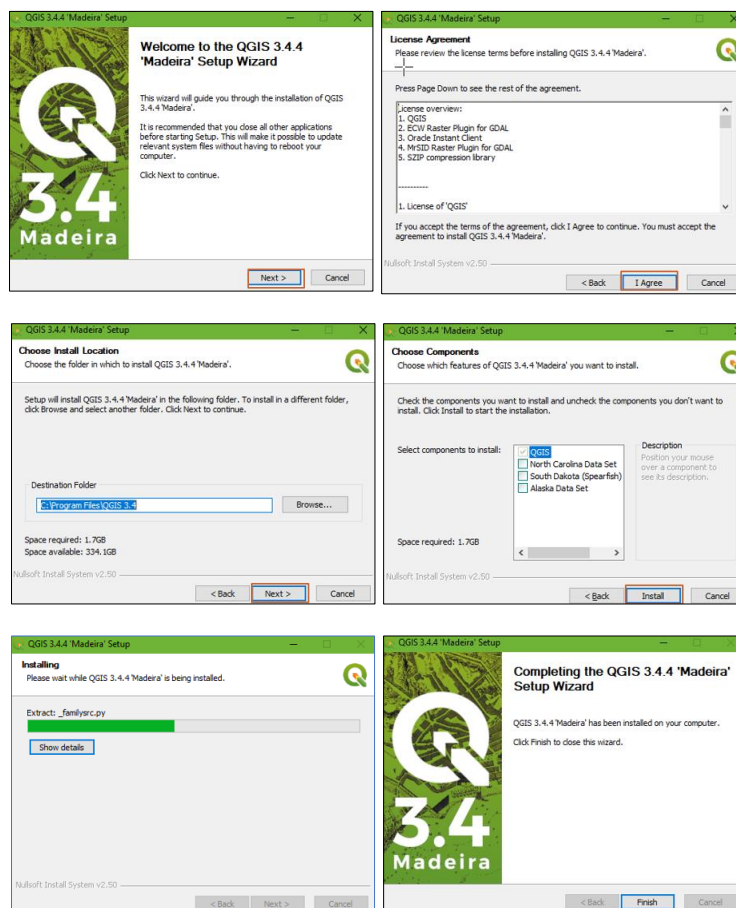 QGIS 3.4.4 'Madeira' Setup
Welcome to the QGIS 3.4.4
'Madeira' Setup Wizard
This wizard will guide you through the installation of QGIS
3.4.4 'Madeira'.
It is recommended that you close all other applications
before starting Setup. This will make it possible to update
relevant system files without having to reboot your
computer.
Click Next to continue.
3.4
Madeira
Next >
Cancel
QGIS 3.4.4 'Madeira' Setup
License Agreement
Please review the license terms before installing QGIS 3.4.4 'Madeira'.
Press Page Down to see the rest of the agreement.
License overview:
1. QGIS
2. ECW Raster Plugin for GDAL
3. Oracle Instant Client
4. MrSID Raster Plugin for GDAL
5. SZIP compression library
----------
1. License of 'QGIS'
If you accept the terms of the agreement, click I Agree to continue. You must accept the
agreement to install QGIS 3.4.4 'Madeira'.
Nullsoft Install System v2.50
< Back
I Agree
Cancel
QGIS 3.4.4 'Madeira' Setup
Choose Install Location
Choose the folder in which to install QGIS 3.4.4 'Madeira'.
Setup will install QGIS 3.4.4 'Madeira' in the following folder. To install in a different folder,
click Browse and select another folder. Click Next to continue.
Destination Folder
C:\Program Files\QGIS 3.4
Browse...
Space required: 1.7GB
Space available: 334.1GB
Nullsoft Install System v2.50
< Back
Next >
Cancel
QGIS 3.4.4 'Madeira' Setup
Choose Components
Choose which features of QGIS 3.4.4 'Madeira' you want to install.
Check the components you want to install and uncheck the components you don't want to
install. Click Install to start the installation.
Select components to install:
QGIS
North Carolina Data Set
South Dakota (Spearfish)
Alaska Data Set
Description
Position your mouse
over a component to
see its description.
Space required: 1.7GB
Nullsoft Install System v2.50
< Back
Install
Cancel
QGIS 3.4.4 'Madeira' Setup
Installing
Please wait while QGIS 3.4.4 'Madeira' is being installed.
Extract: _familysrc.py
Show details
Nullsoft Install System v2.50
< Back
Next >
Cancel
QGIS 3.4.4 'Madeira' Setup
Completing the QGIS 3.4.4 'Madeira'
Setup Wizard
QGIS 3.4.4 'Madeira' has been installed on your computer.
Click Finish to close this wizard.
3.4
Madeira
< Back
Finish
Cancel